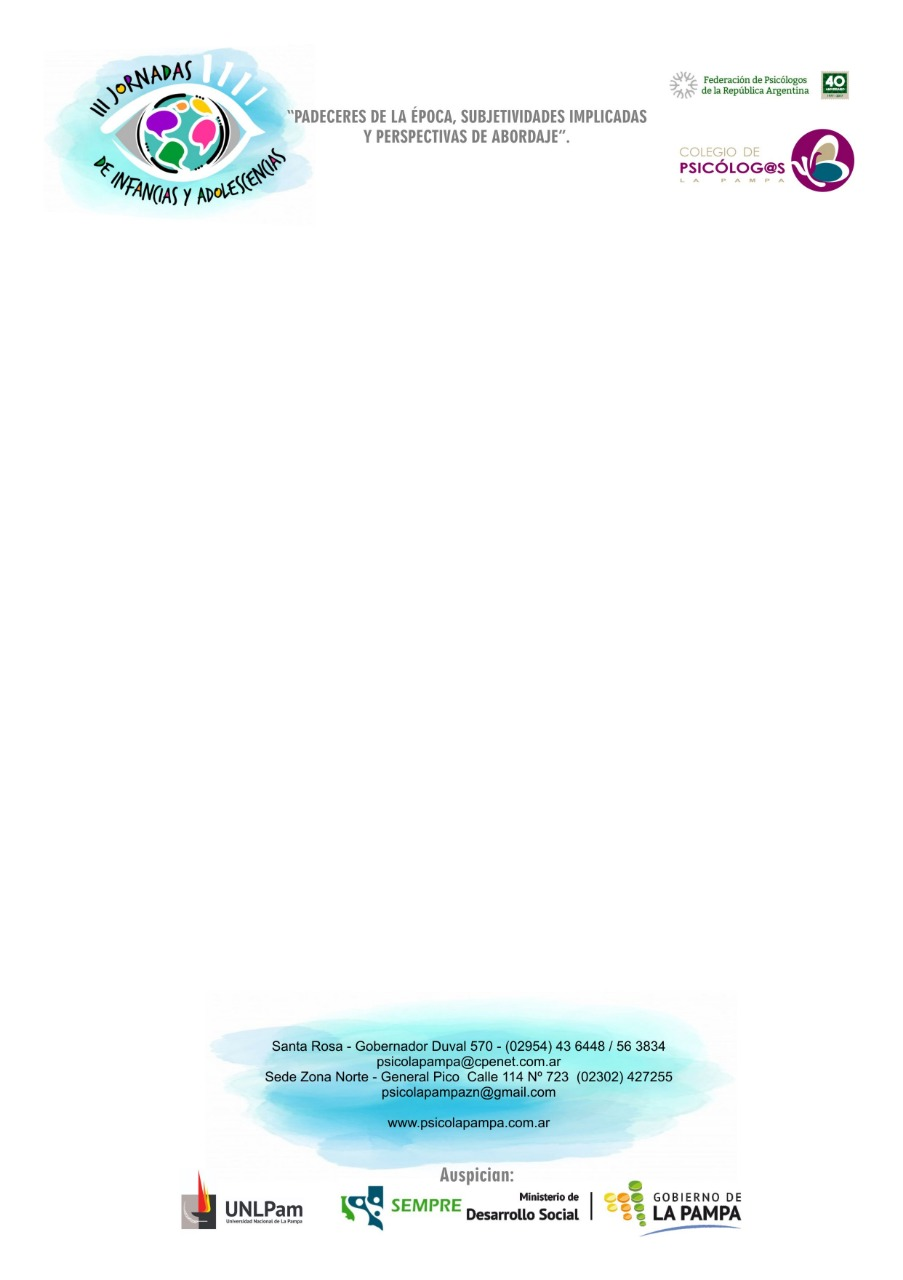 III JORNADAS
DE INFANCIAS Y ADOLESCENCIAS
“PADECERES DE LA ÉPOCA, SUBJETIVIDADES IMPLICADAS
Y PERSPECTIVAS DE ABORDAJE”.
Federación de Psicólogos
de la República Argentina
40
COLEGIO DE
PSICÓLOG@S
LA PAMPA
Santa Rosa - Gobernador Duval 570 - (02954) 43 6448 / 56 3834
psicolapampa@cpenet.com.ar
Sede Zona Norte - General Pico Calle 114 Nº 723 (02302) 427255
psicolapampazn@gmail.com
www.psicolapampa.com.ar
Auspician:
UNLPam
Universidad Nacional de La Pampa
SEMPRE
Ministerio de
Desarrollo Social
GOBIERNO DE
LA PAMPA